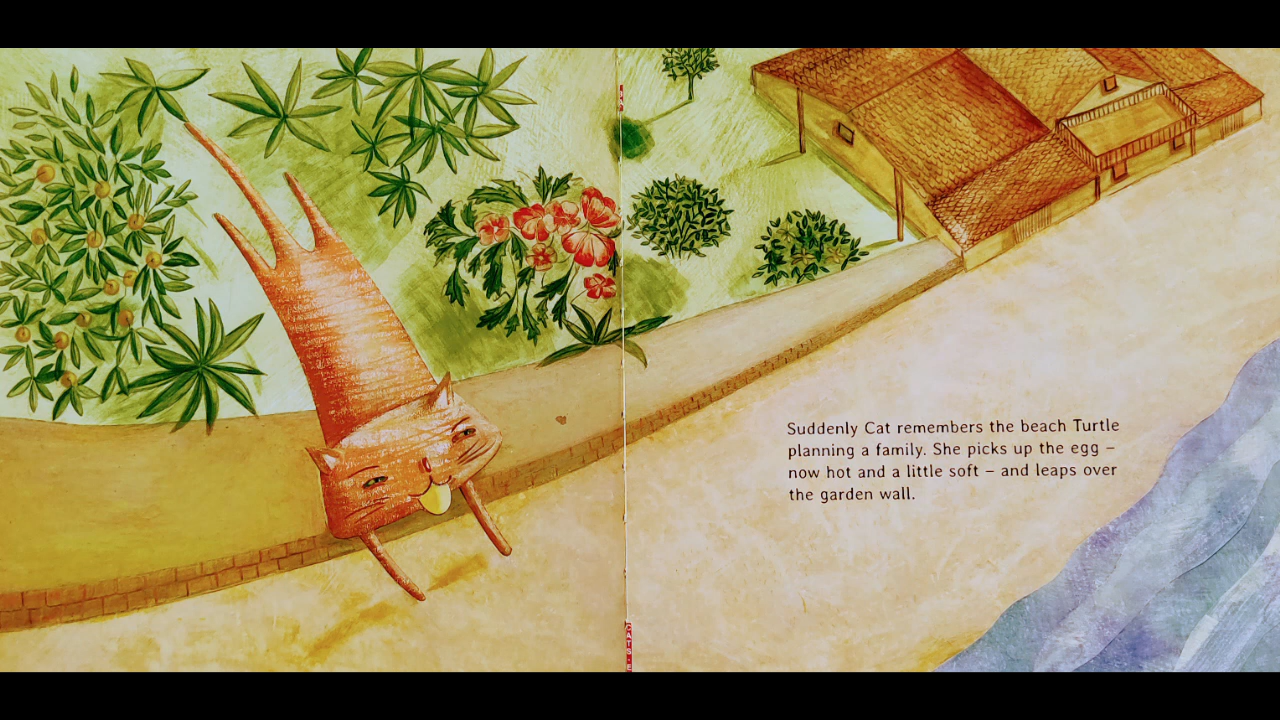 Suddenly Cat remembers the beach Turtle
planning a family. She picks up the egg –
now hot and a little soft – and leaps over
the garden wall.